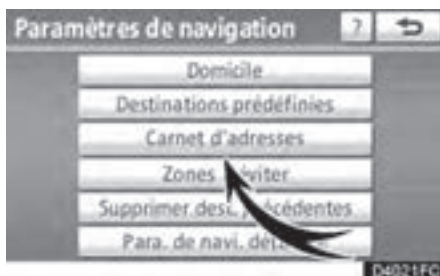 Paramètres de navigation ?
Domicile
Destinations prédéfinies
Carnet d'adresses
Zones
Supprimer
Para. de navi.
D4021FC